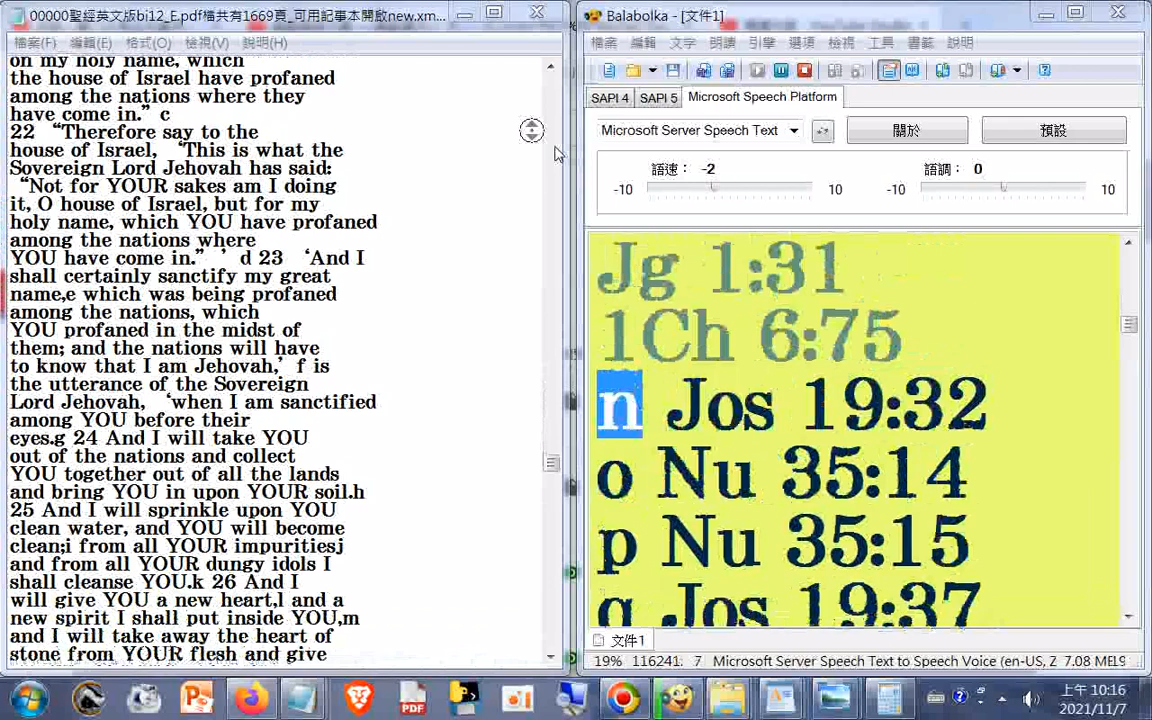 00000聖經英文版bi12_E.pdf檔共有1669頁_可用記事本開啟new.xm...
檔案(F) 編輯(E) 格式(O) 檢視(V) 說明(H)
on my holy name, which
the house of Israel have profaned
among the nations where they
have come in.” c
22 “Therefore say to the
house of Israel, ‘This is what the
Sovereign Lord Jehovah has said:
“Not for YOUR sakes am I doing
it, O house of Israel, but for my
holy name, which YOU have profaned
among the nations where
YOU have come in.” ’ d 23 ‘And I
shall certainly sanctify my great
name,e which was being profaned
among the nations, which
YOU profaned in the midst of
them; and the nations will have
to know that I am Jehovah,’ f is
the utterance of the Sovereign
Lord Jehovah, ‘when I am sanctified
among YOU before their
eyes.g 24 And I will take YOU
out of the nations and collect
YOU together out of all the lands
and bring YOU in upon YOUR soil.h
25 And I will sprinkle upon YOU
clean water, and YOU will become
clean;i from all YOUR impuritiesj
and from all YOUR dungy idols I
shall cleanse YOU.k 26 And I
will give YOU a new heart,l and a
new spirit I shall put inside YOU,m
and I will take away the heart of
stone from YOUR flesh and give
Balabolka - [文件1]
檔案 編輯 文字 朗讀 引擎 選項 檢視 工具 書籤 說明
SAPI 4 SAPI 5 Microsoft Speech Platform
Microsoft Server Speech Text 關於 預設
語速: -2 語調: 0
-10 10 -10 10
Jg 1:31
1Ch 6:75
n Jos 19:32
o Nu 35:14
p Nu 35:15
q Jos 19:37
文件1
19% 116241. 7 Microsoft Server Speech Text to Speech Voice (en-US, Z 7.08 ME
上午 10:16
2021/11/7